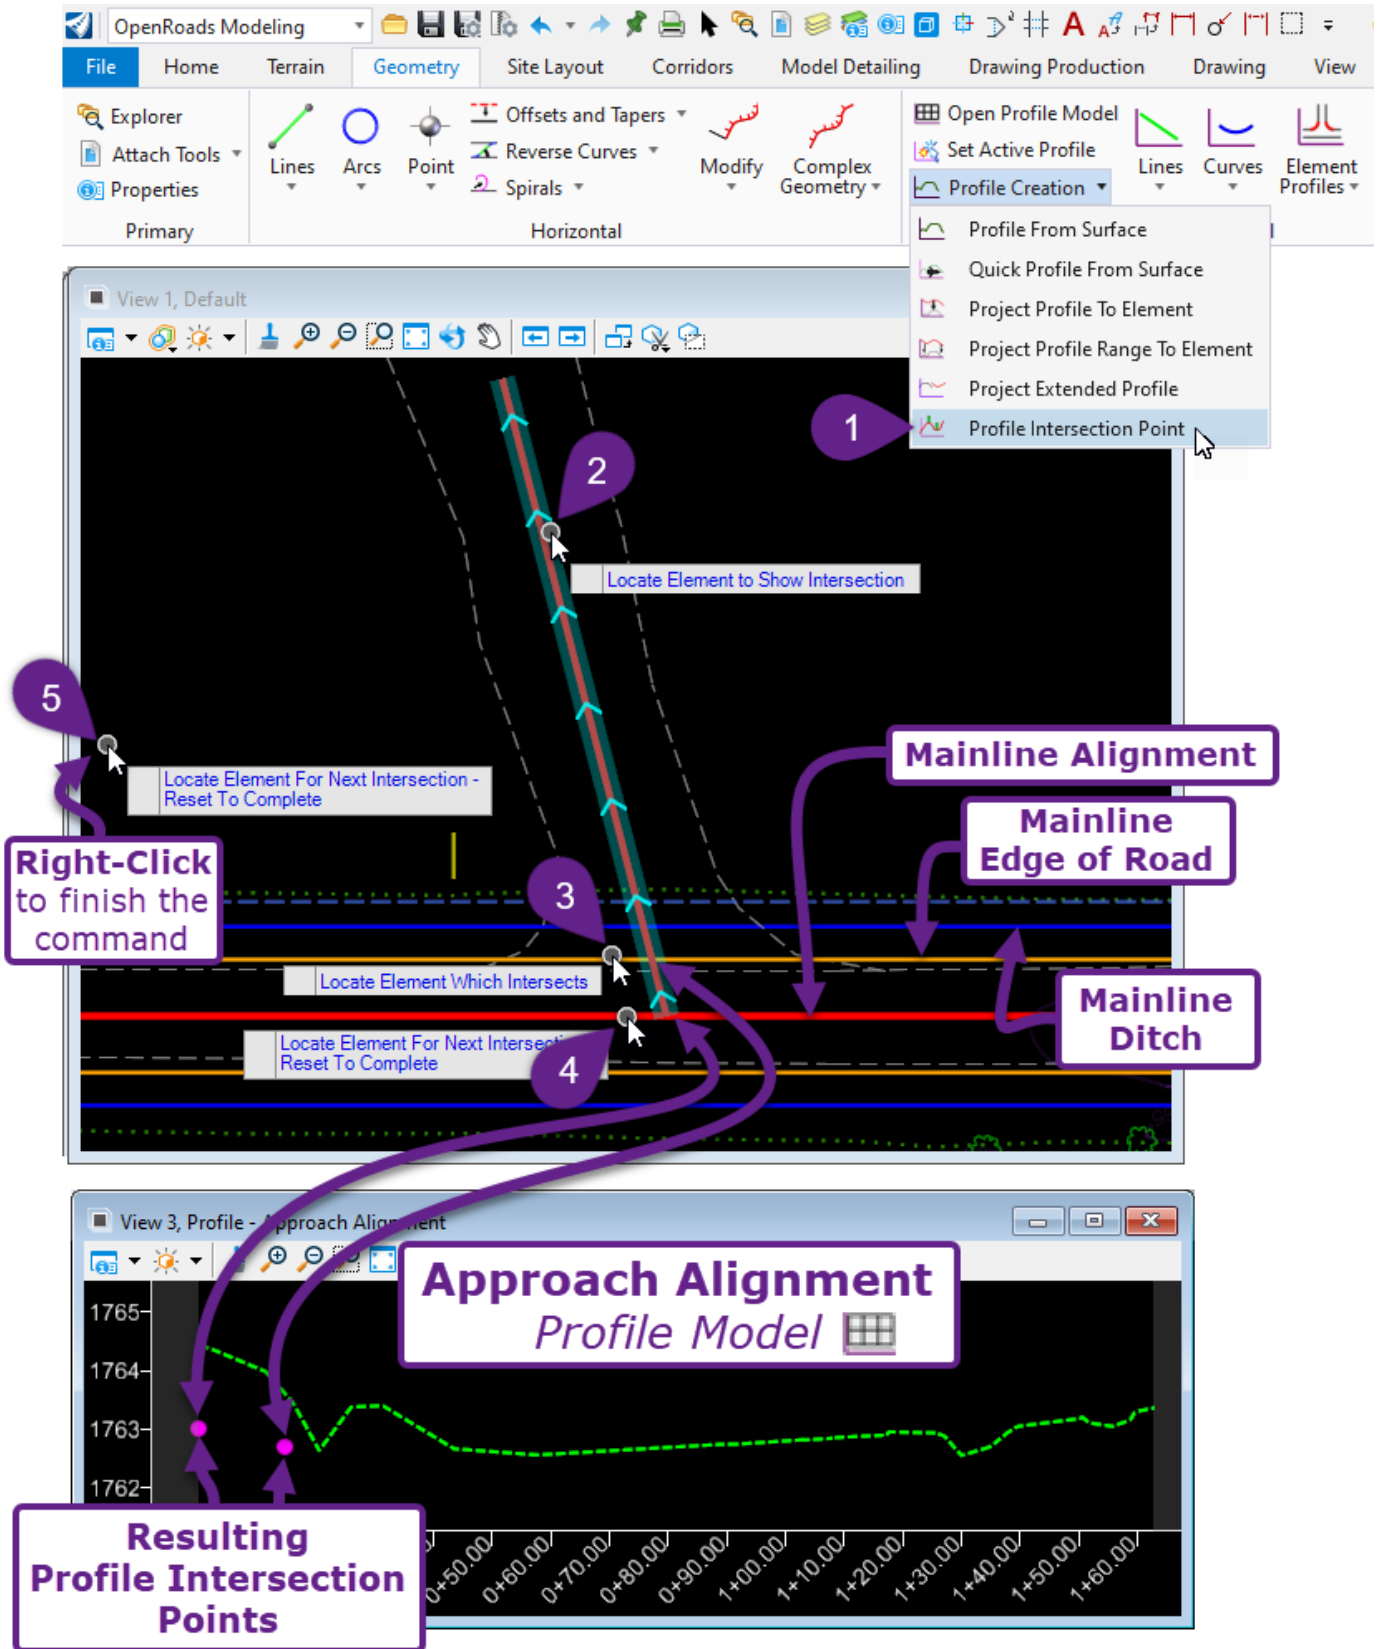 OpenRoads Modeling
File Home Terrain Geometry Site Layout Corridors Model Detailing Drawing Production Drawing View
Explorer
Attach Tools
Properties
Primary
Lines
Arcs
Point
Offsets and Tapers
Reverse Curves
Spirals
Modify
Complex
Geometry
Horizontal
Open Profile Model
Set Active Profile
Profile Creation
Lines
Curves
Element
Profiles
Profile From Surface
Quick Profile From Surface
Project Profile To Element
Project Profile Range To Element
Project Extended Profile
Profile Intersection Point
1
View 1, Default
2
Locate Element to Show Intersection
5
Locate Element For Next Intersection -
Reset To Complete
Right-Click
to finish the
command
Mainline Alignment
Mainline
Edge of Road
3
Locate Element Which Intersects
Mainline
Ditch
Locate Element For Next Intersecti
Reset To Complete
4
View 3, Profile - Approach Alignment
Approach Alignment
Profile Model
1765
1764
1763
1762
Resulting
Profile Intersection
Points
0+50.00 0+60.00 0+70.00 0+80.00 0+90.00 1+00.00 1+10.00 1+20.00 1+30.00 1+40.00 1+50.00 1+60.00